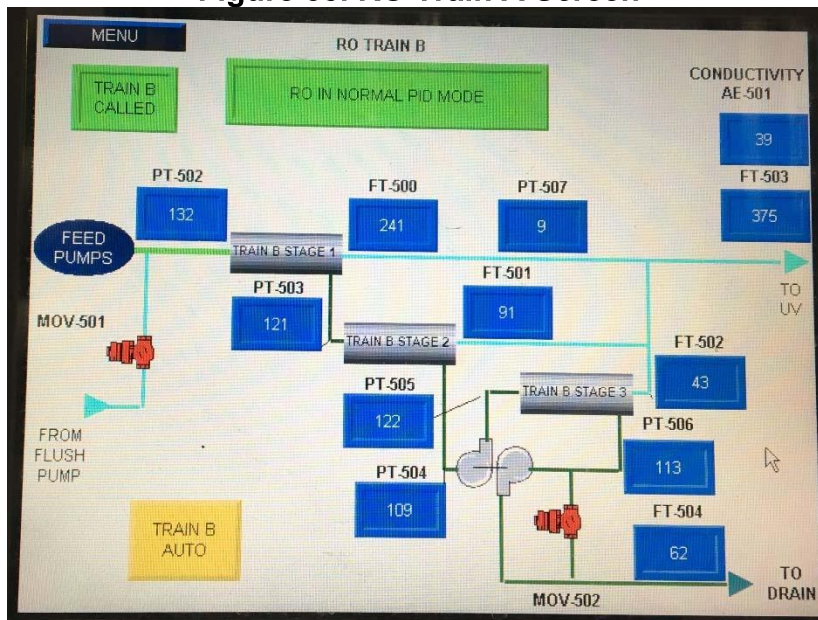 MENU
RO TRAIN B
TRAIN B
CALLED
RO IN NORMAL PID MODE
CONDUCTIVITY
AE-501
39
PT-502
132
FT-500
241
PT-507
9
FT-503
375
FEED
PUMPS
TRAIN B STAGE 1
TO
UV
PT-503
121
FT-501
91
MOV-501
TRAIN B STAGE 2
FT-502
43
PT-505
122
TRAIN B STAGE 3
PT-506
113
FROM
FLUSH
PUMP
PT-504
109
FT-504
62
TRAIN B
AUTO
MOV-502
TO
DRAIN